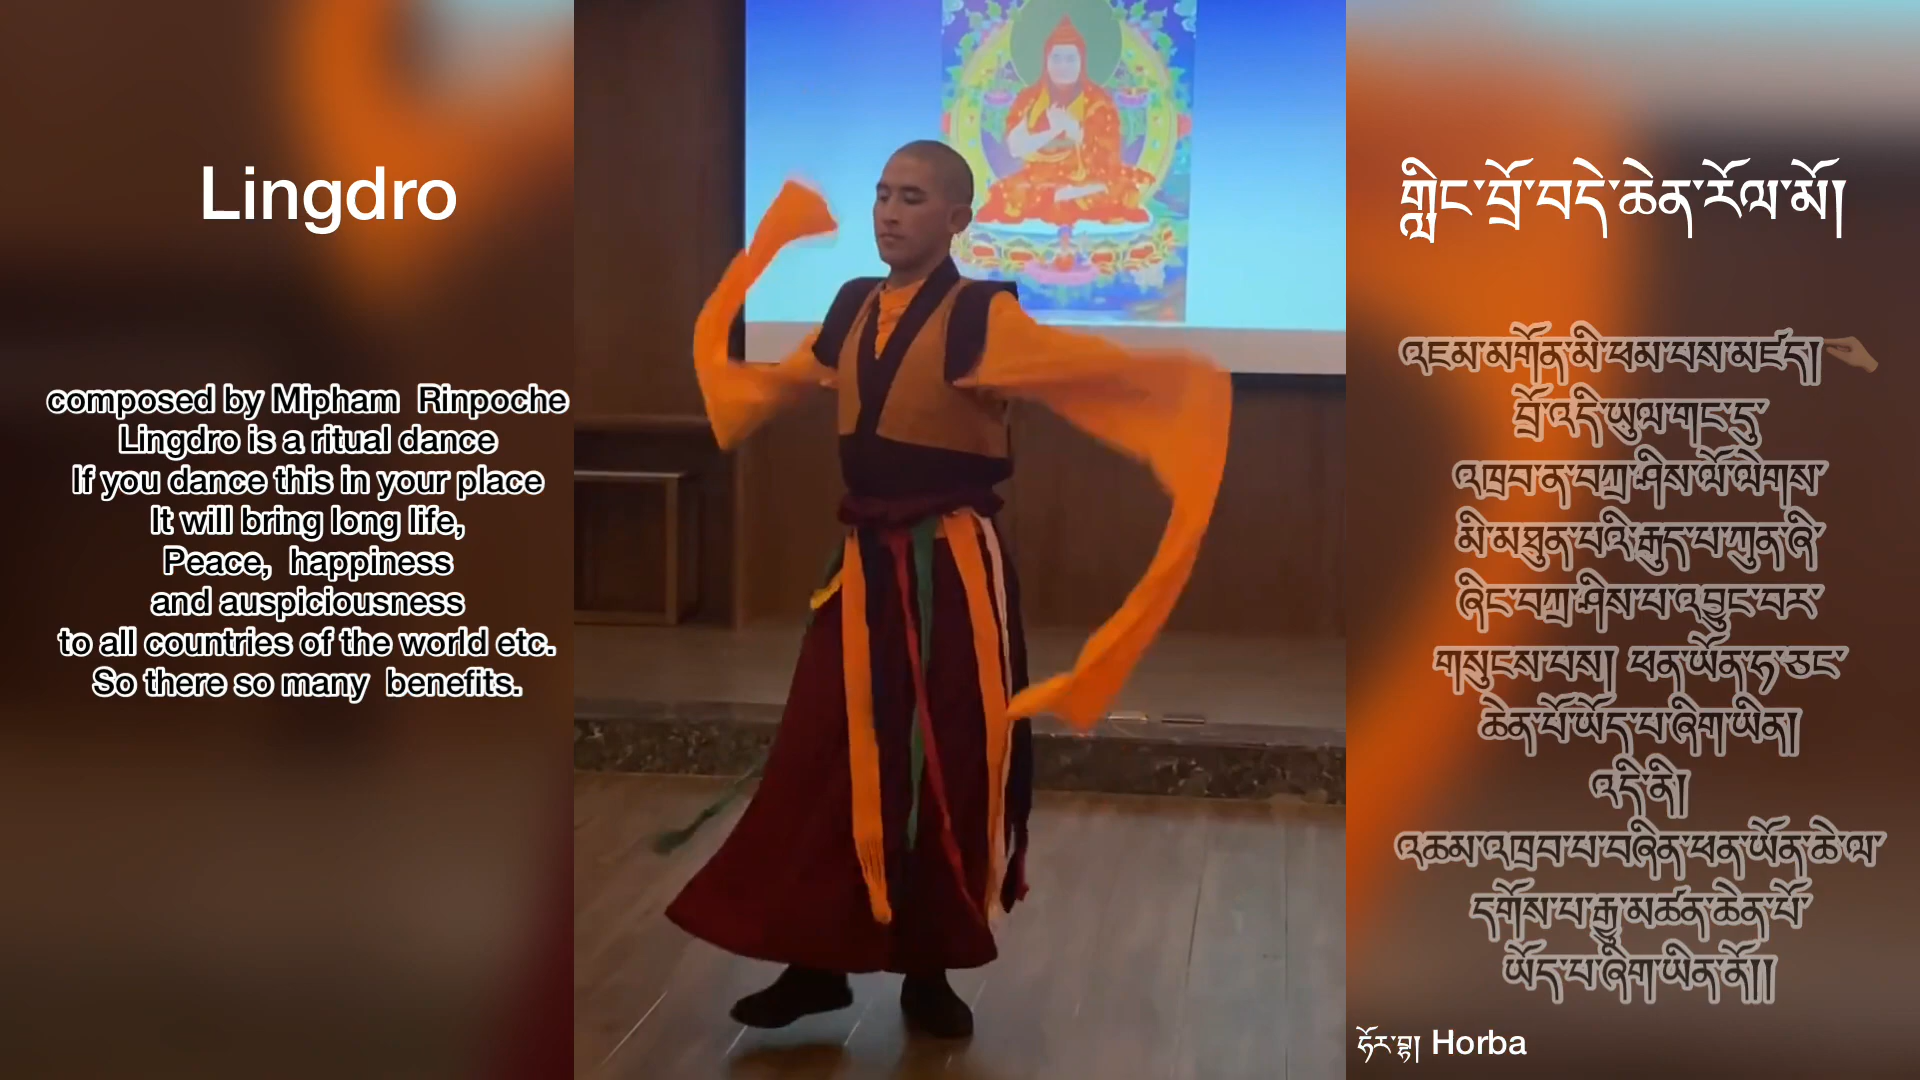 Lingdro
composed by Mipham  Rinpoche
Lingdro is a ritual dance
If you dance this in your place
It will bring long life,
Peace,  happiness
and auspiciousness
to all countries of the world etc.
So there so many  benefits.
གླིང་བྲོ་བདེ་ཆེན་རོལ་མོ།
འཇམ་མགོན་མི་ཕམ་པས་མཛད།
བྲོ་འདི་ཡུལ་གང་དུ་
འཁྲབ་ན་བཀྲ་ཤིས་ལོ་ལེགས་
མི་མཐུན་པའི་རྒུད་པ་ཀུན་ཞི་
ཞིང་བཀྲ་ཤིས་པ་འབྱུང་བར་
གསུངས་པས། ཕན་ཡོན་ཧ་ཅང་
ཆེན་པོ་ཡོད་པ་ཞིག་ཡིན།
འདི་ནི།
འཆམ་འཁྲབ་པ་བཞིན་ཕན་ཡོན་ཆེ་ལ་
དགོས་པ་རྒྱ་མཚན་ཆེན་པོ་
ཡོད་པ་ཞིག་ཡིན་ནོ།།
Horba